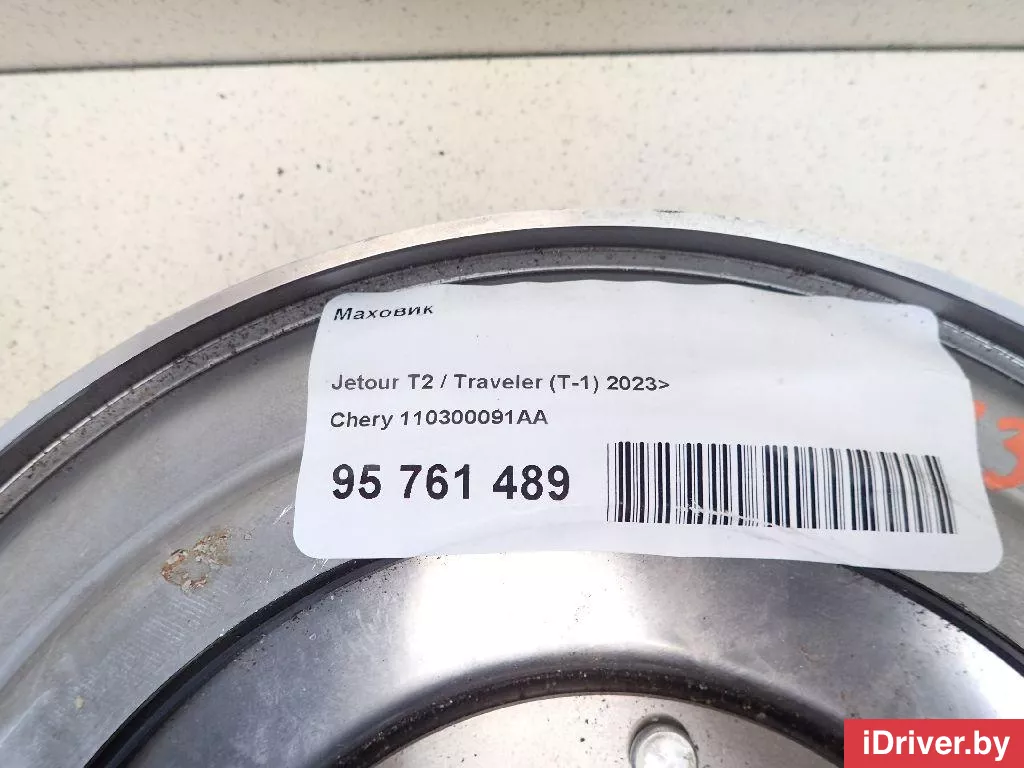 Маховик
Jetour T2 / Traveler (T-1) 2023>
Chery 110300091AA
95 761 489
iDriver.by